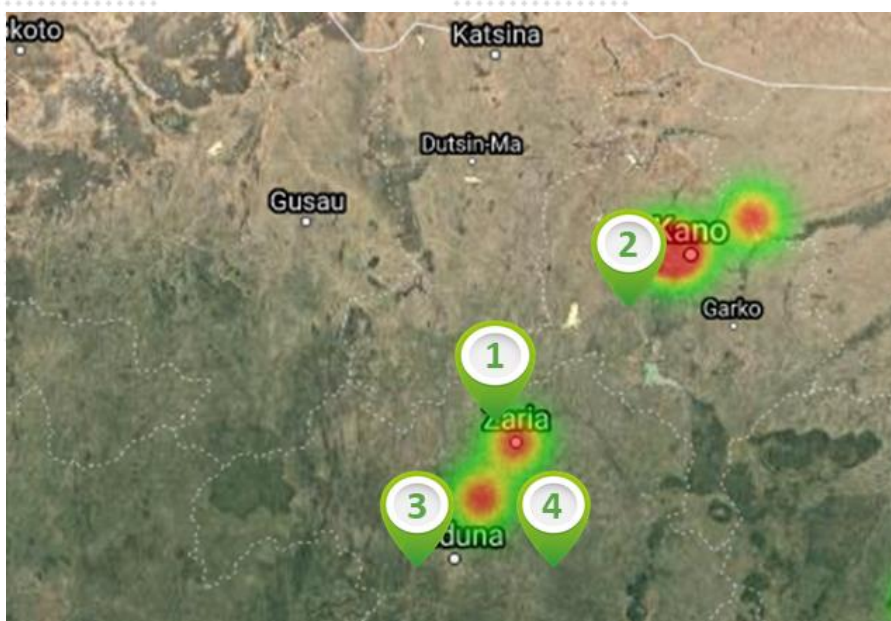 koto
Katsina
Dutsin-Ma
Gusau
Kano
2
Garko
1
Zaria
3
4
duna